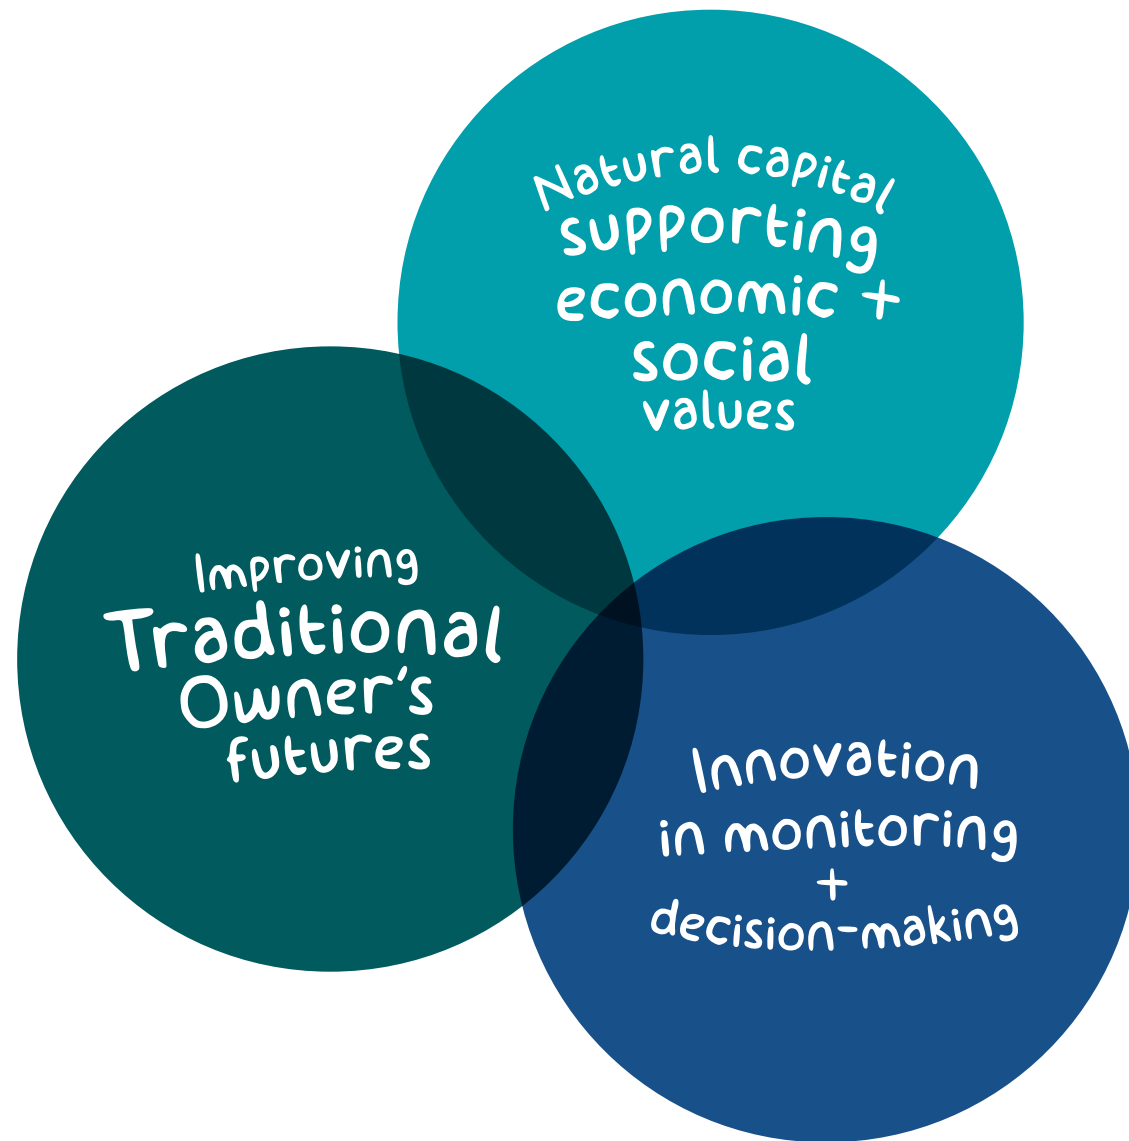 Natural capital
supporting
economic +
social
values
Improving
Traditional
Owner's
futures
Innovation
in monitoring
+
decision-making